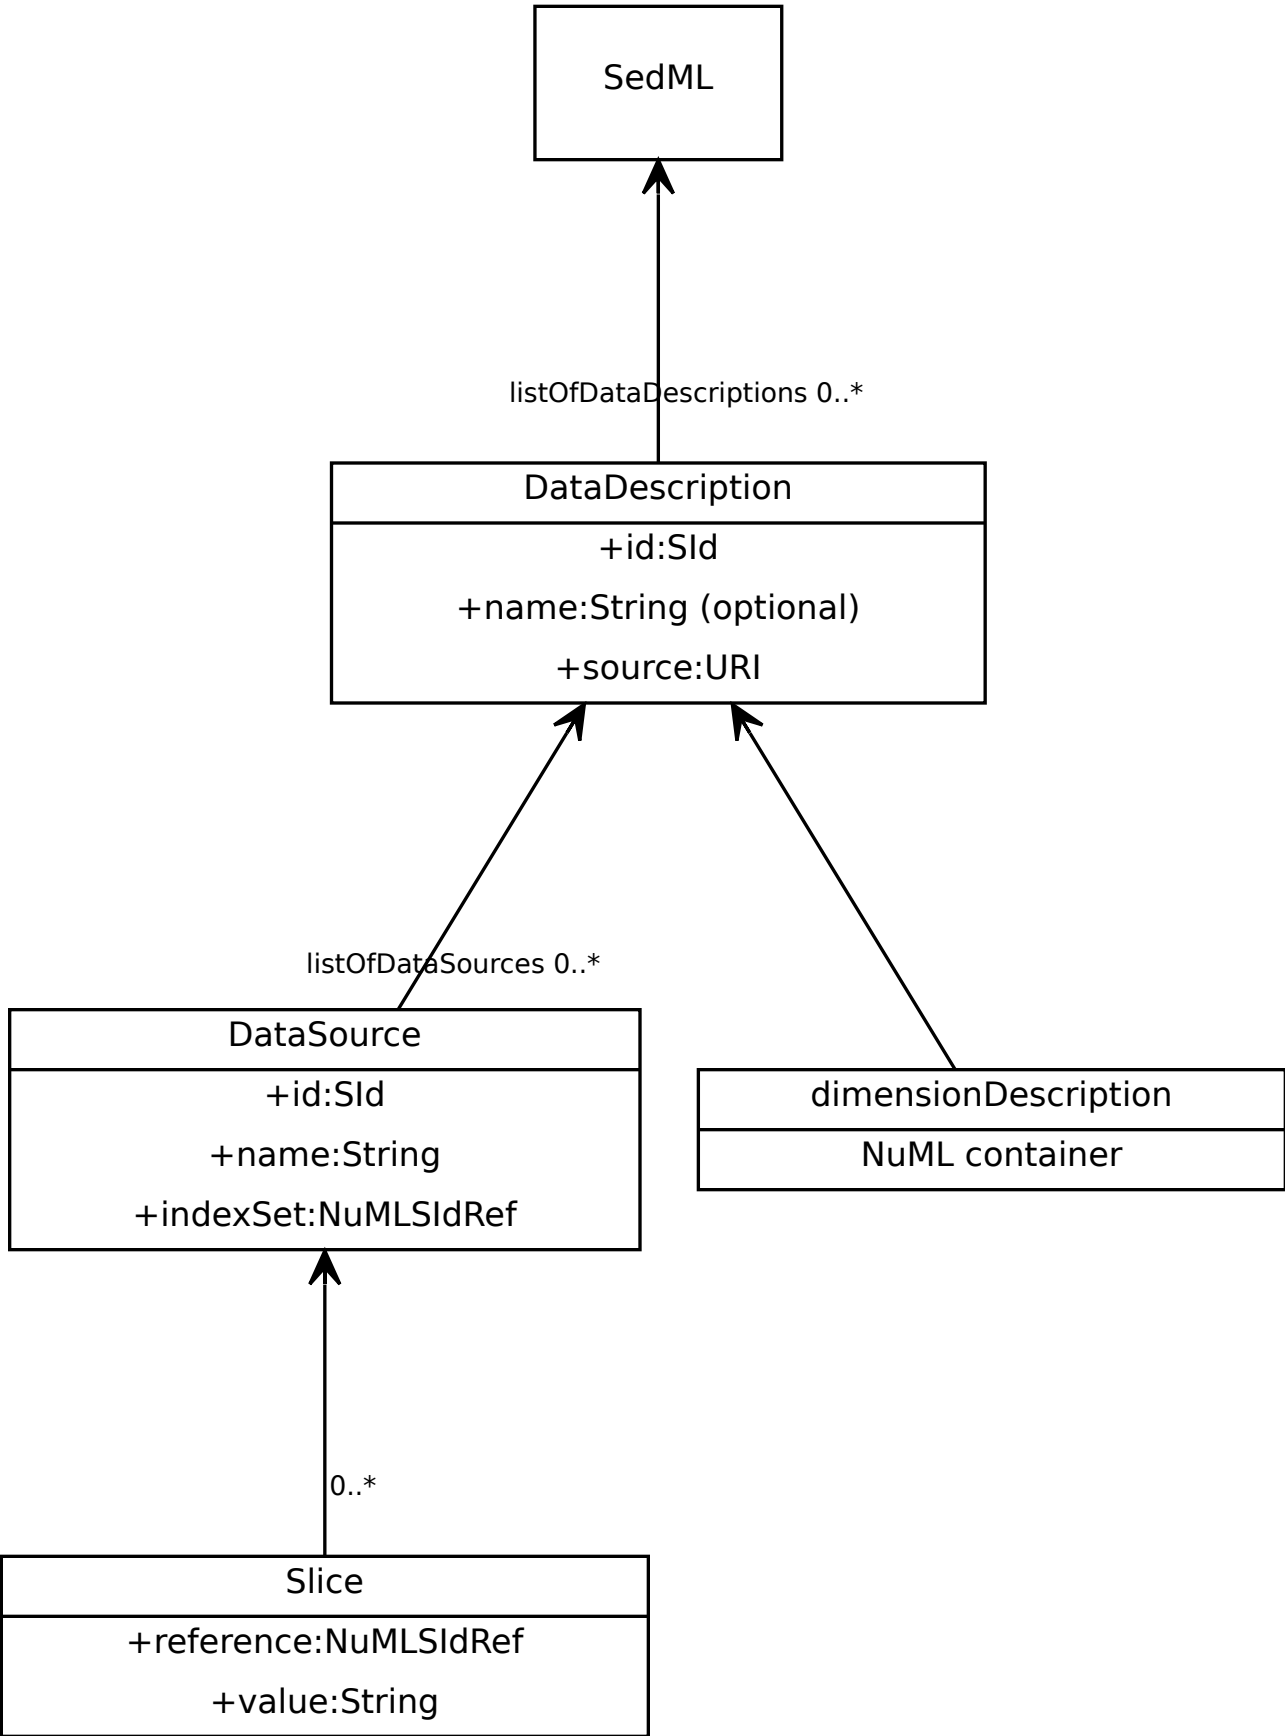 SedML
listOfDataDescriptions 0..*
DataDescription
+id:SId
+name:String (optional)
+source:URI
listOfDataSources 0..*
DataSource
+id:SId
+name:String
+indexSet:NuMLSIdRef
dimensionDescription
NuML container
0..*
Slice
+reference:NuMLSIdRef
+value:String